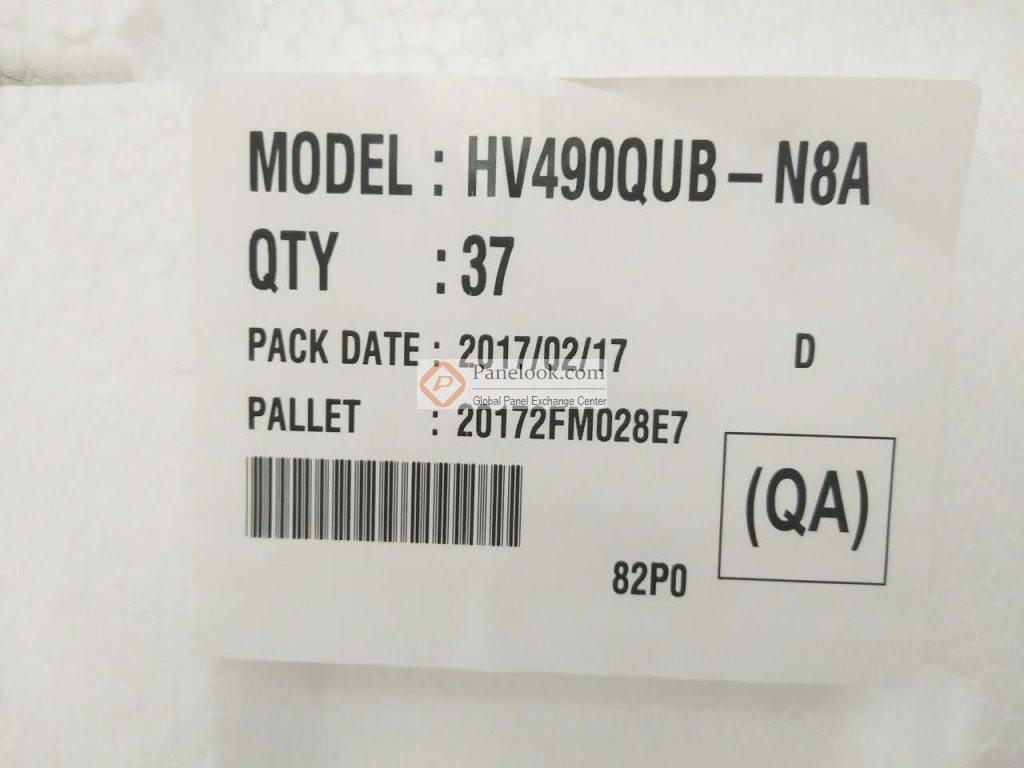 MODEL : HV490QUB-N8A
QTY : 37
PACK DATE : 2017/02/17 D
Panelook.com
Global Panel Exchange Center
PALLET : 20172FM028E7
(QA)
82P0